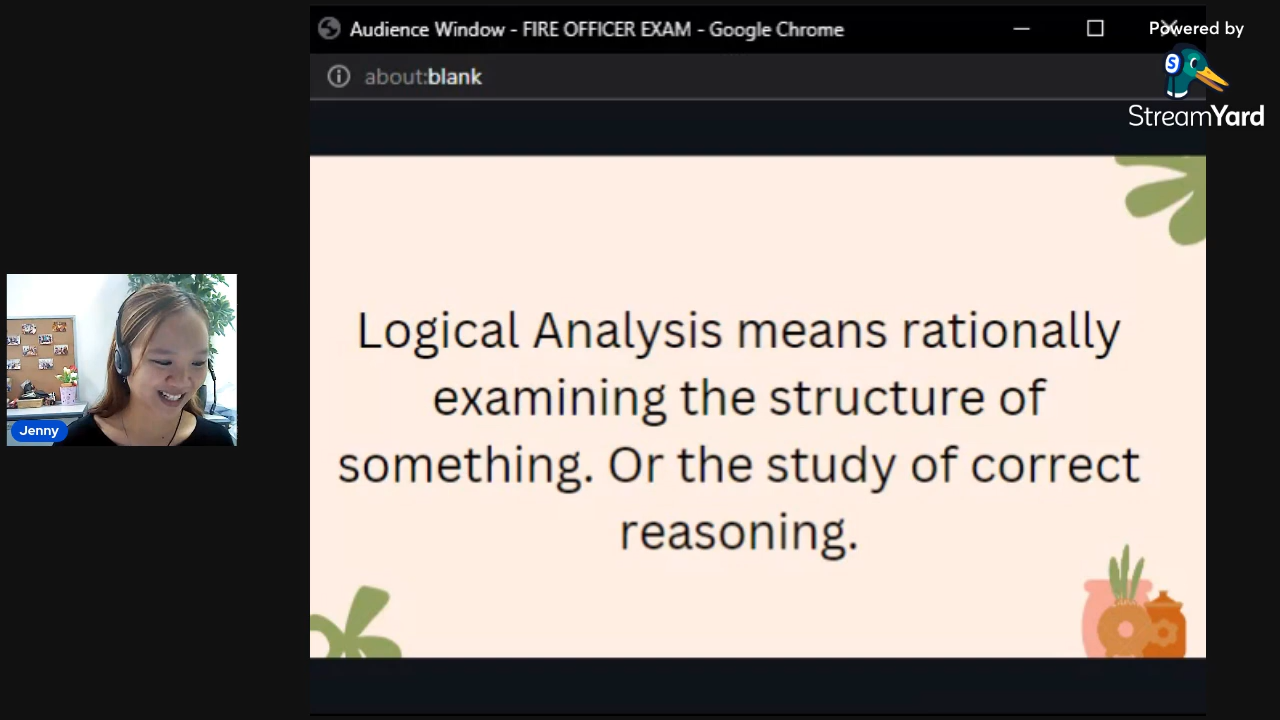 Audience Window - FIRE OFFICER EXAM - Google Chrome
Powered by
about:blank
StreamYard
Logical Analysis means rationally
examining the structure of
something. Or the study of correct
reasoning.
Jenny